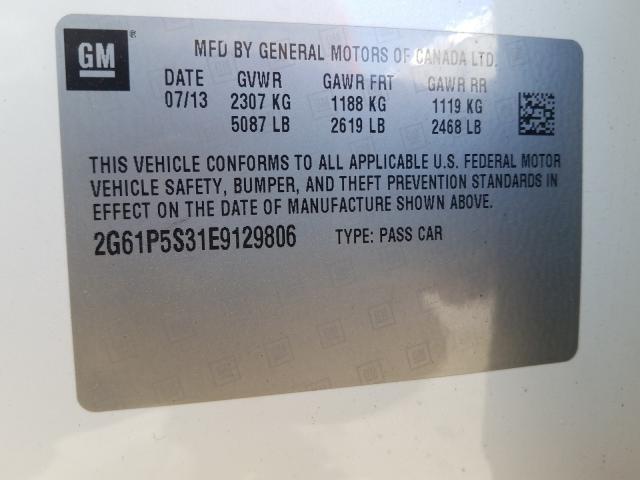 GM ®
MFD BY GENERAL MOTORS OF CANADA LTD.
DATE GVWR GAWR FRT GAWR RR
07/13 2307 KG 1188 KG 1119 KG
5087 LB 2619 LB 2468 LB
THIS VEHICLE CONFORMS TO ALL APPLICABLE U.S. FEDERAL MOTOR
VEHICLE SAFETY, BUMPER, AND THEFT PREVENTION STANDARDS IN
EFFECT ON THE DATE OF MANUFACTURE SHOWN ABOVE.
2G61P5S31E9129806 TYPE: PASS CAR